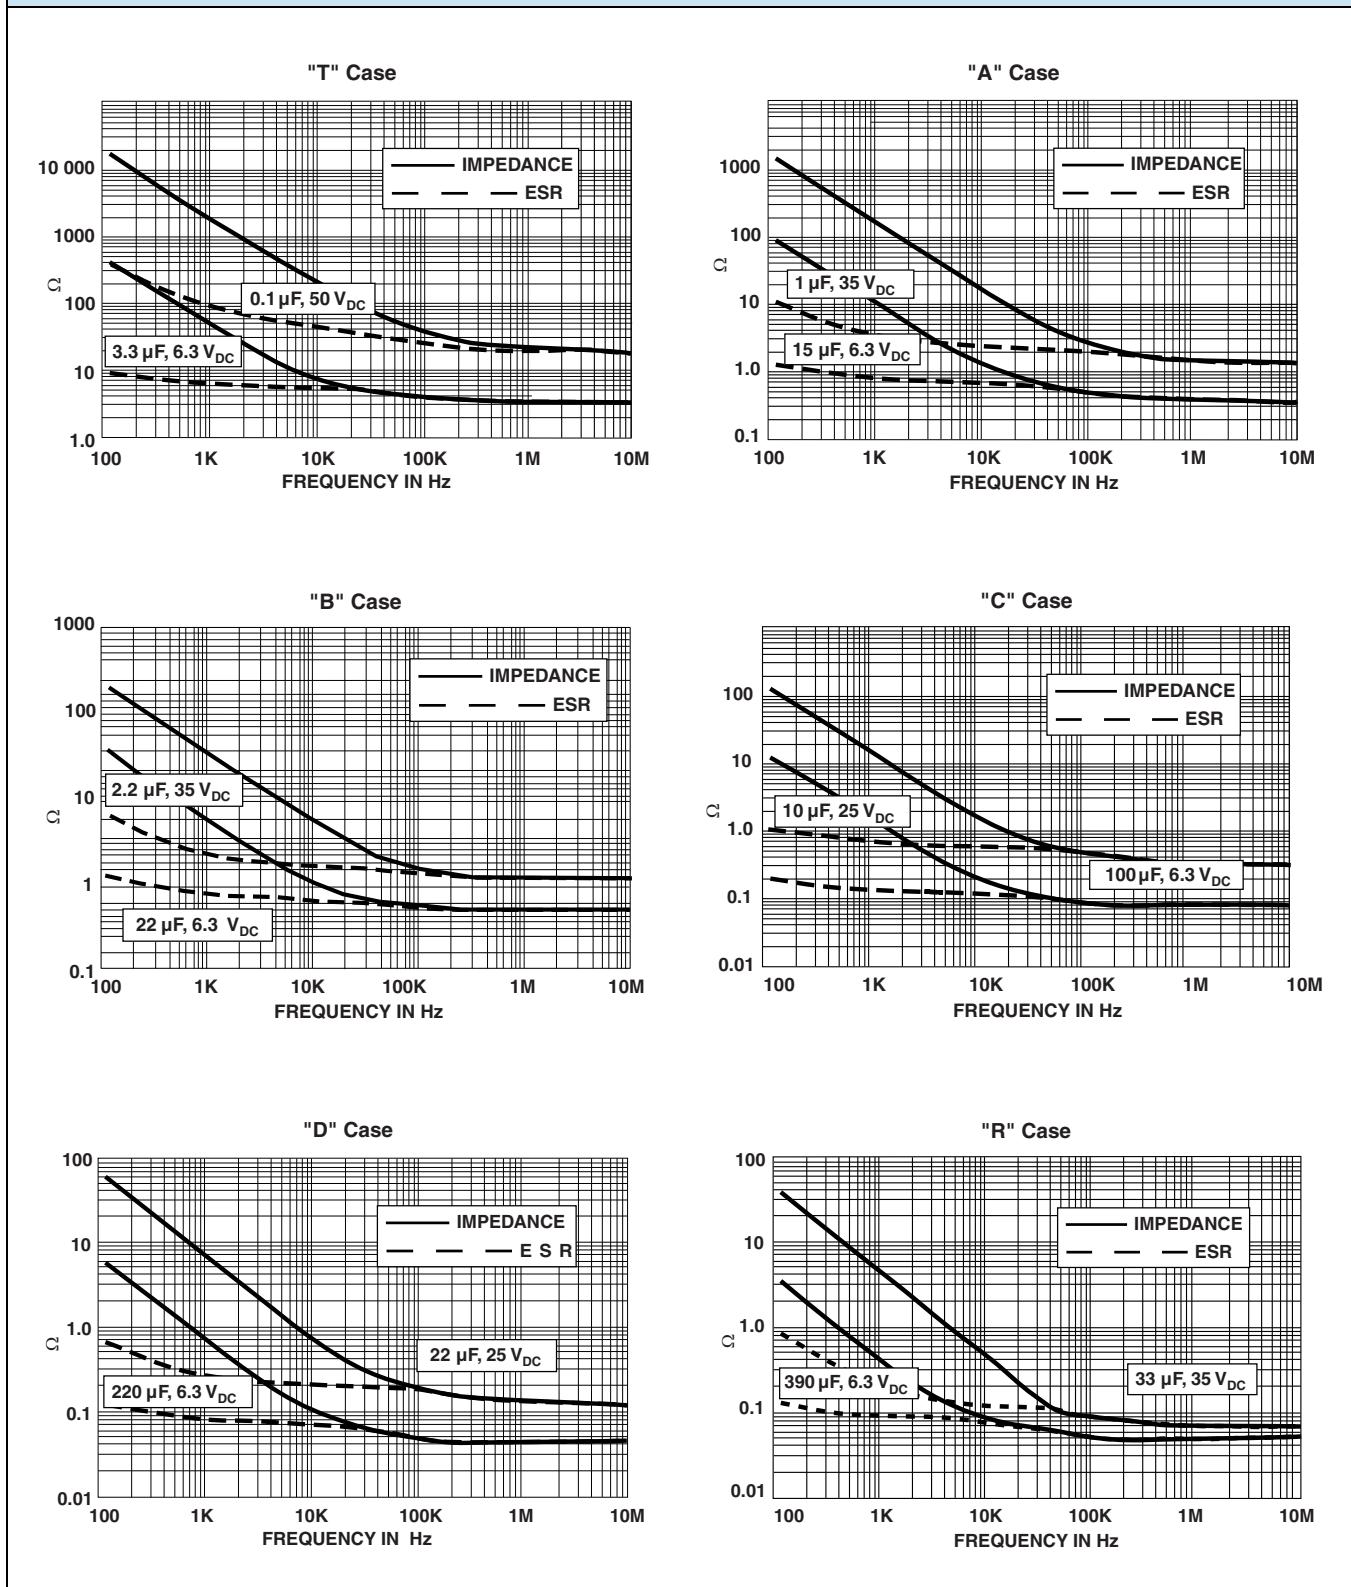 "T" Case
10 000
1000
100
10
1.0
Ω
IMPEDANCE
ESR
0.1 µF, 50 VDC
3.3 µF, 6.3 VDC
100 1K 10K 100K 1M 10M
FREQUENCY IN Hz
"A" Case
1000
100
10
1.0
0.1
Ω
IMPEDANCE
ESR
1 µF, 35 VDC
15 µF, 6.3 VDC
100 1K 10K 100K 1M 10M
FREQUENCY IN Hz
"B" Case
1000
100
10
1
0.1
Ω
IMPEDANCE
ESR
2.2 µF, 35 VDC
22 µF, 6.3 VDC
100 1K 10K 100K 1M 10M
FREQUENCY IN Hz
"C" Case
100
10
1.0
0.1
0.01
Ω
IMPEDANCE
ESR
10 µF, 25 VDC
100 µF, 6.3 VDC
100 1K 10K 100K 1M 10M
FREQUENCY IN Hz
"D" Case
100
10
1.0
0.1
0.01
Ω
IMPEDANCE
E S R
22 µF, 25 VDC
220 µF, 6.3 VDC
100 1K 10K 100K 1M 10M
FREQUENCY IN Hz
"R" Case
100
10
1.0
0.1
0.01
Ω
IMPEDANCE
ESR
390 µF, 6.3 VDC
33 µF, 35 VDC
100 1K 10K 100K 1M 10M
FREQUENCY IN Hz